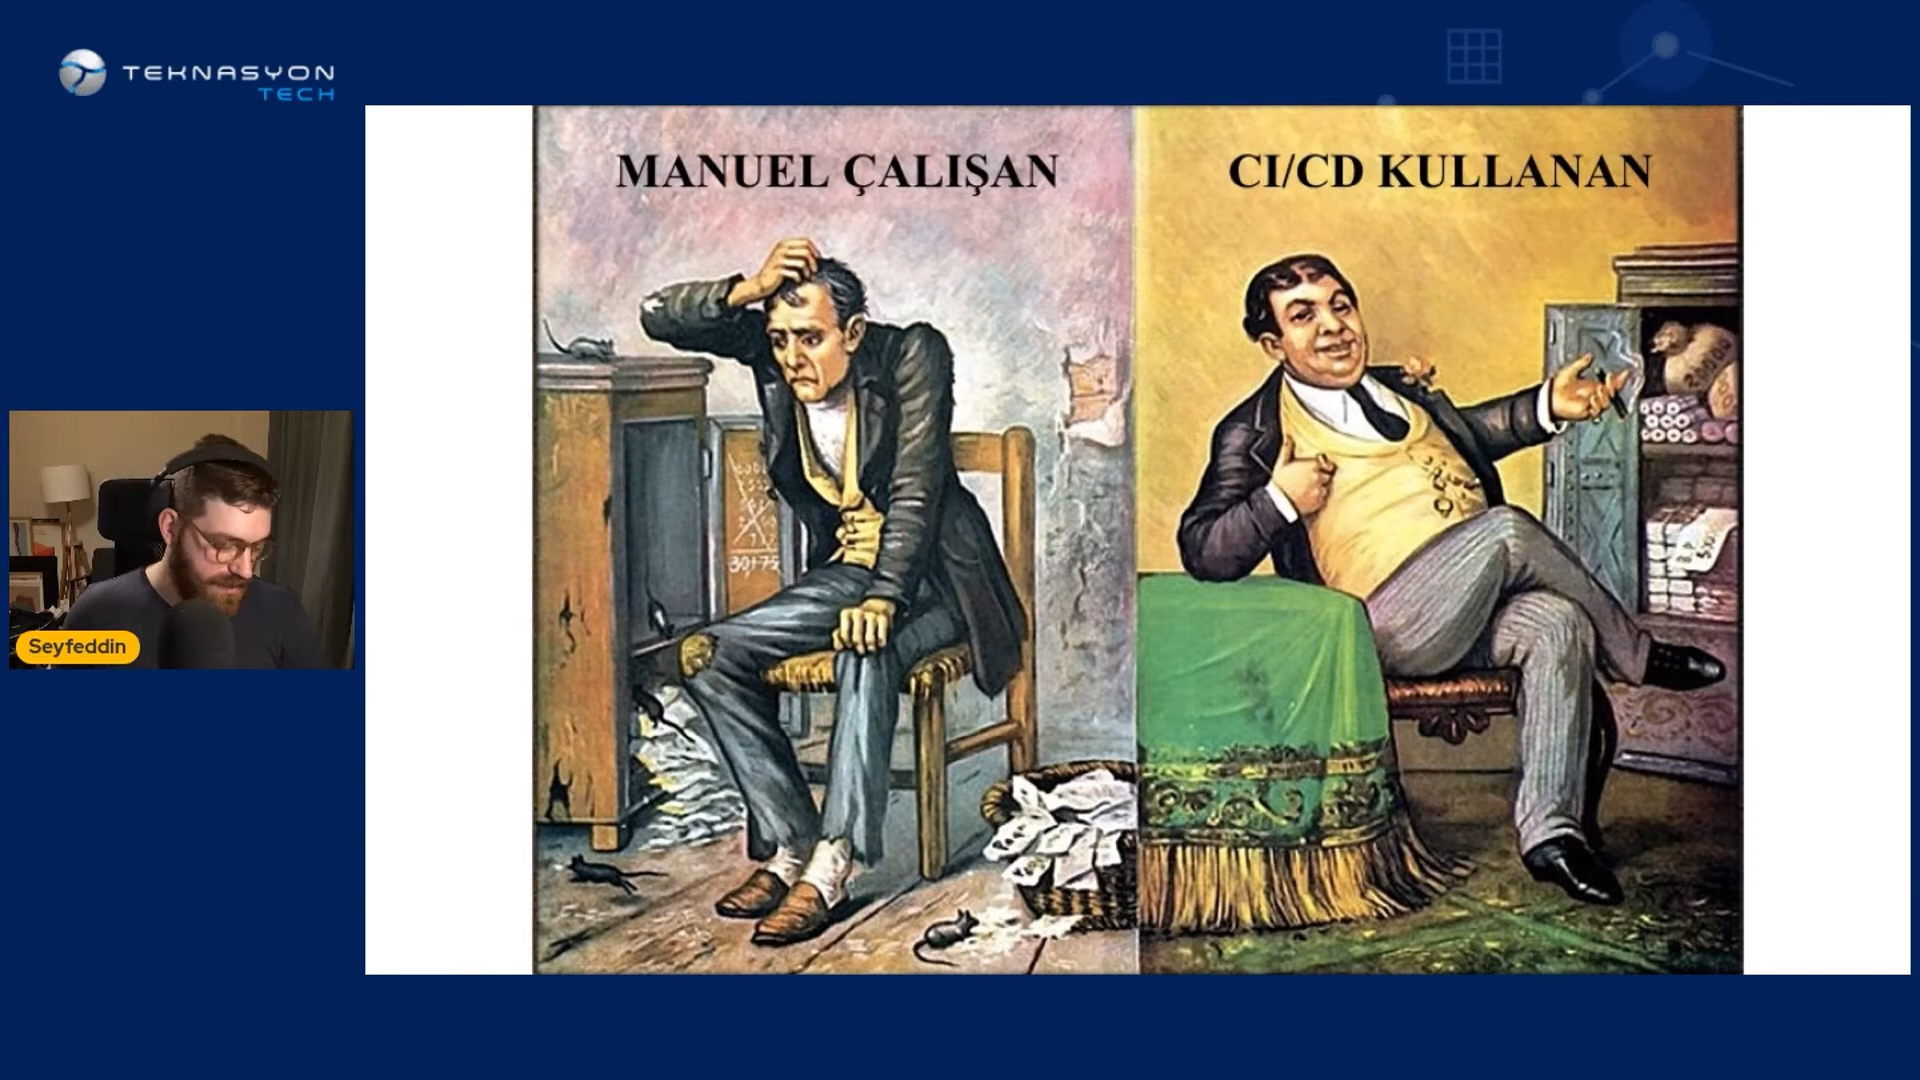 TEKNASYON
TECH
MANUEL ÇALIŞAN
CI/CD KULLANAN
Seyfeddin